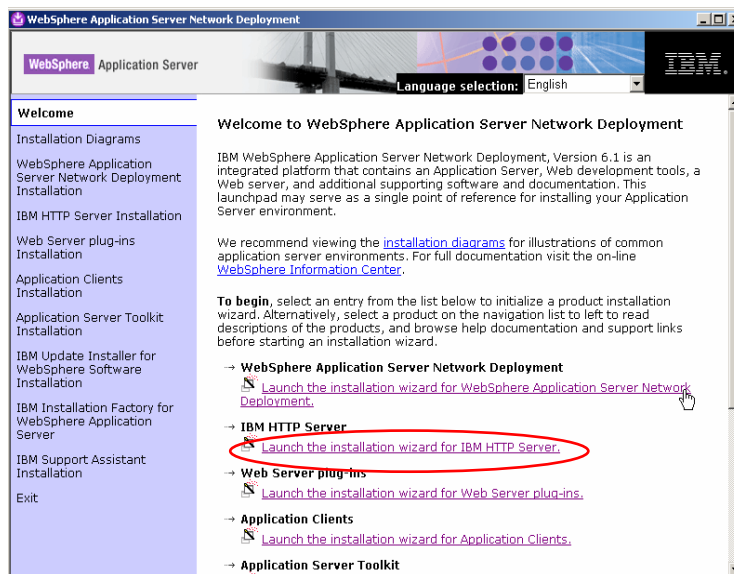 WebSphere Application Server Network Deployment
WebSphere Application Server
IBM.
Language selection: English
Welcome
Installation Diagrams
WebSphere Application
Server Network Deployment
Installation
IBM HTTP Server Installation
Web Server plug-ins
Installation
Application Clients
Installation
Application Server Toolkit
Installation
IBM Update Installer for
WebSphere Software
Installation
IBM Installation Factory for
WebSphere Application
Server
IBM Support Assistant
Installation
Exit
Welcome to WebSphere Application Server Network Deployment
IBM WebSphere Application Server Network Deployment, Version 6.1 is an
integrated platform that contains an Application Server, Web development tools, a
Web server, and additional supporting software and documentation. This
launchpad may serve as a single point of reference for installing your Application
Server environment.
We recommend viewing the installation diagrams for illustrations of common
application server environments. For full documentation visit the on-line
WebSphere Information Center.
To begin, select an entry from the list below to initialize a product installation
wizard. Alternatively, select a product on the navigation list to left to read
descriptions of the products, and browse help documentation and support links
before starting an installation wizard.
→ WebSphere Application Server Network Deployment
Launch the installation wizard for WebSphere Application Server Network
Deployment.
→ IBM HTTP Server
Launch the installation wizard for IBM HTTP Server.
→ Web Server plug-ins
Launch the installation wizard for Web Server plug-ins.
→ Application Clients
Launch the installation wizard for Application Clients.
→ Application Server Toolkit